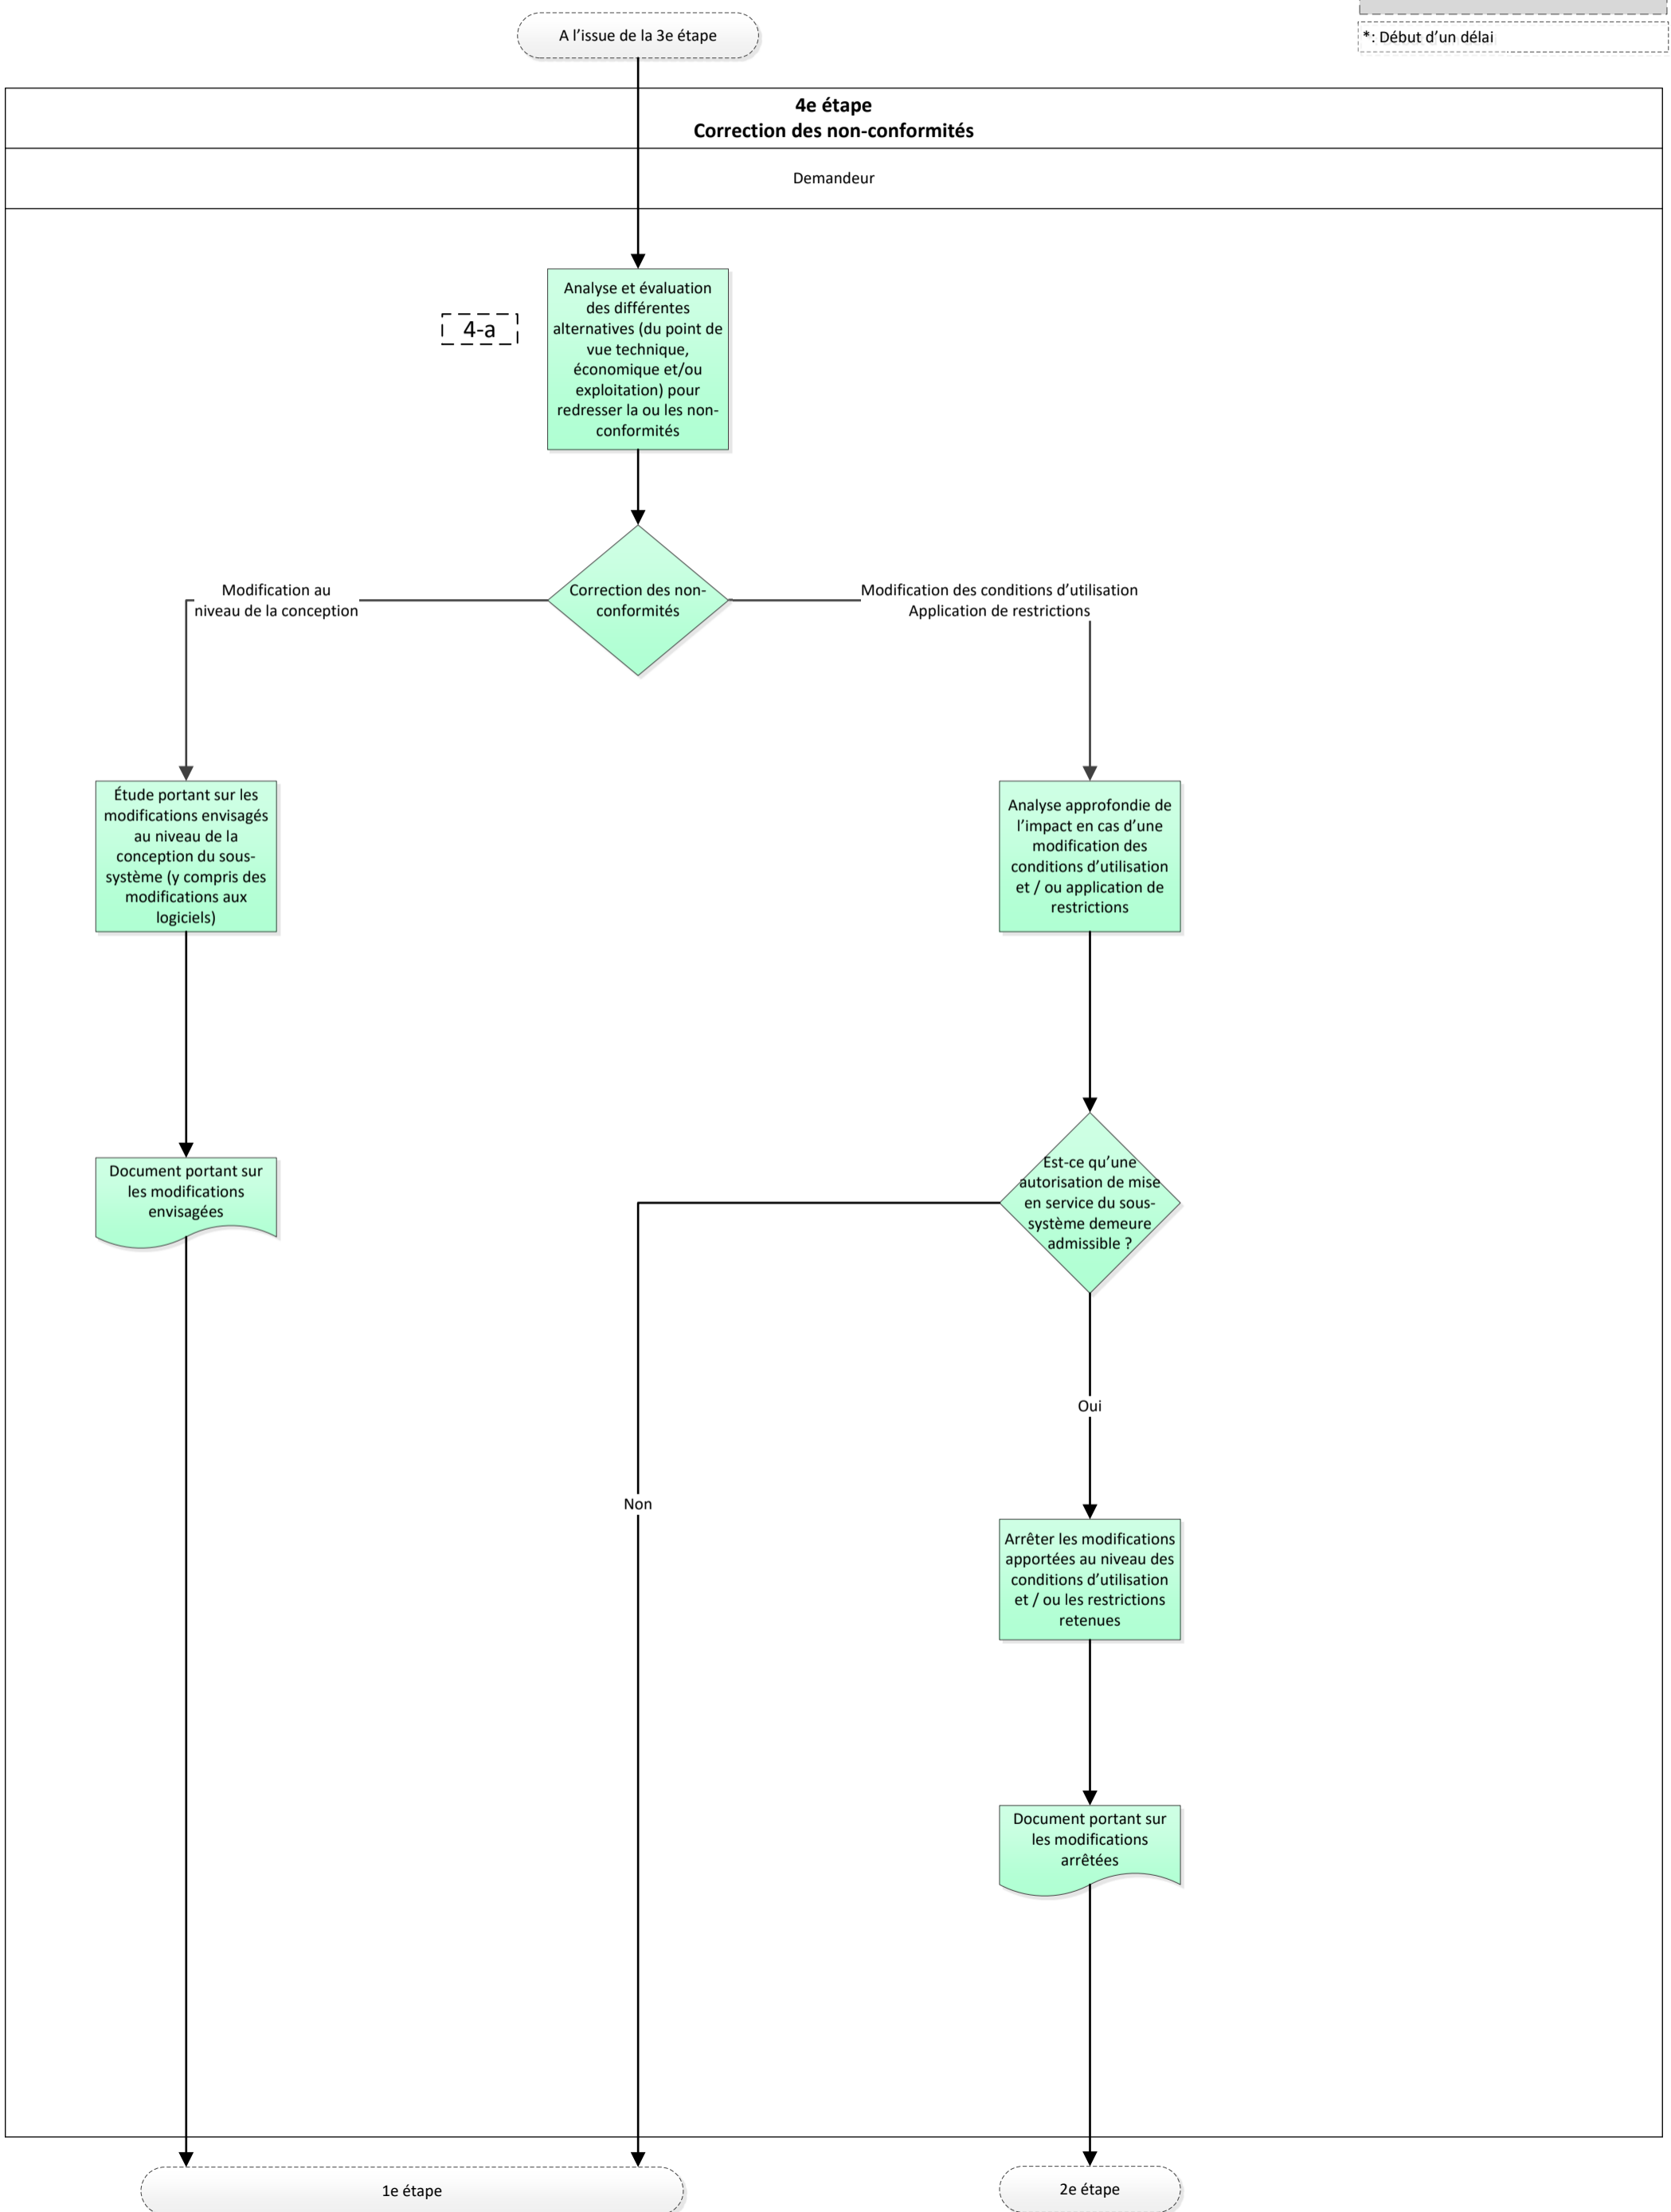 A l’issue de la 3e étape
*: Début d’un délai
4e étape
Correction des non-conformités
Demandeur
4-a
Analyse et évaluation
des différentes
alternatives (du point de
vue technique,
économique et/ou
exploitation) pour
redresser la ou les non-
conformités
Correction des non-
conformités
Modification au
niveau de la conception
Modification des conditions d’utilisation
Application de restrictions
Étude portant sur les
modifications envisagés
au niveau de la
conception du sous-
système (y compris des
modifications aux
logiciels)
Analyse approfondie de
l’impact en cas d’une
modification des
conditions d’utilisation
et / ou application de
restrictions
Document portant sur
les modifications
envisagées
Est-ce qu’une
autorisation de mise
en service du sous-
système demeure
admissible ?
Oui
Non
Arrêter les modifications
apportées au niveau des
conditions d’utilisation
et / ou les restrictions
retenues
Document portant sur
les modifications
arrêtées
1e étape
2e étape